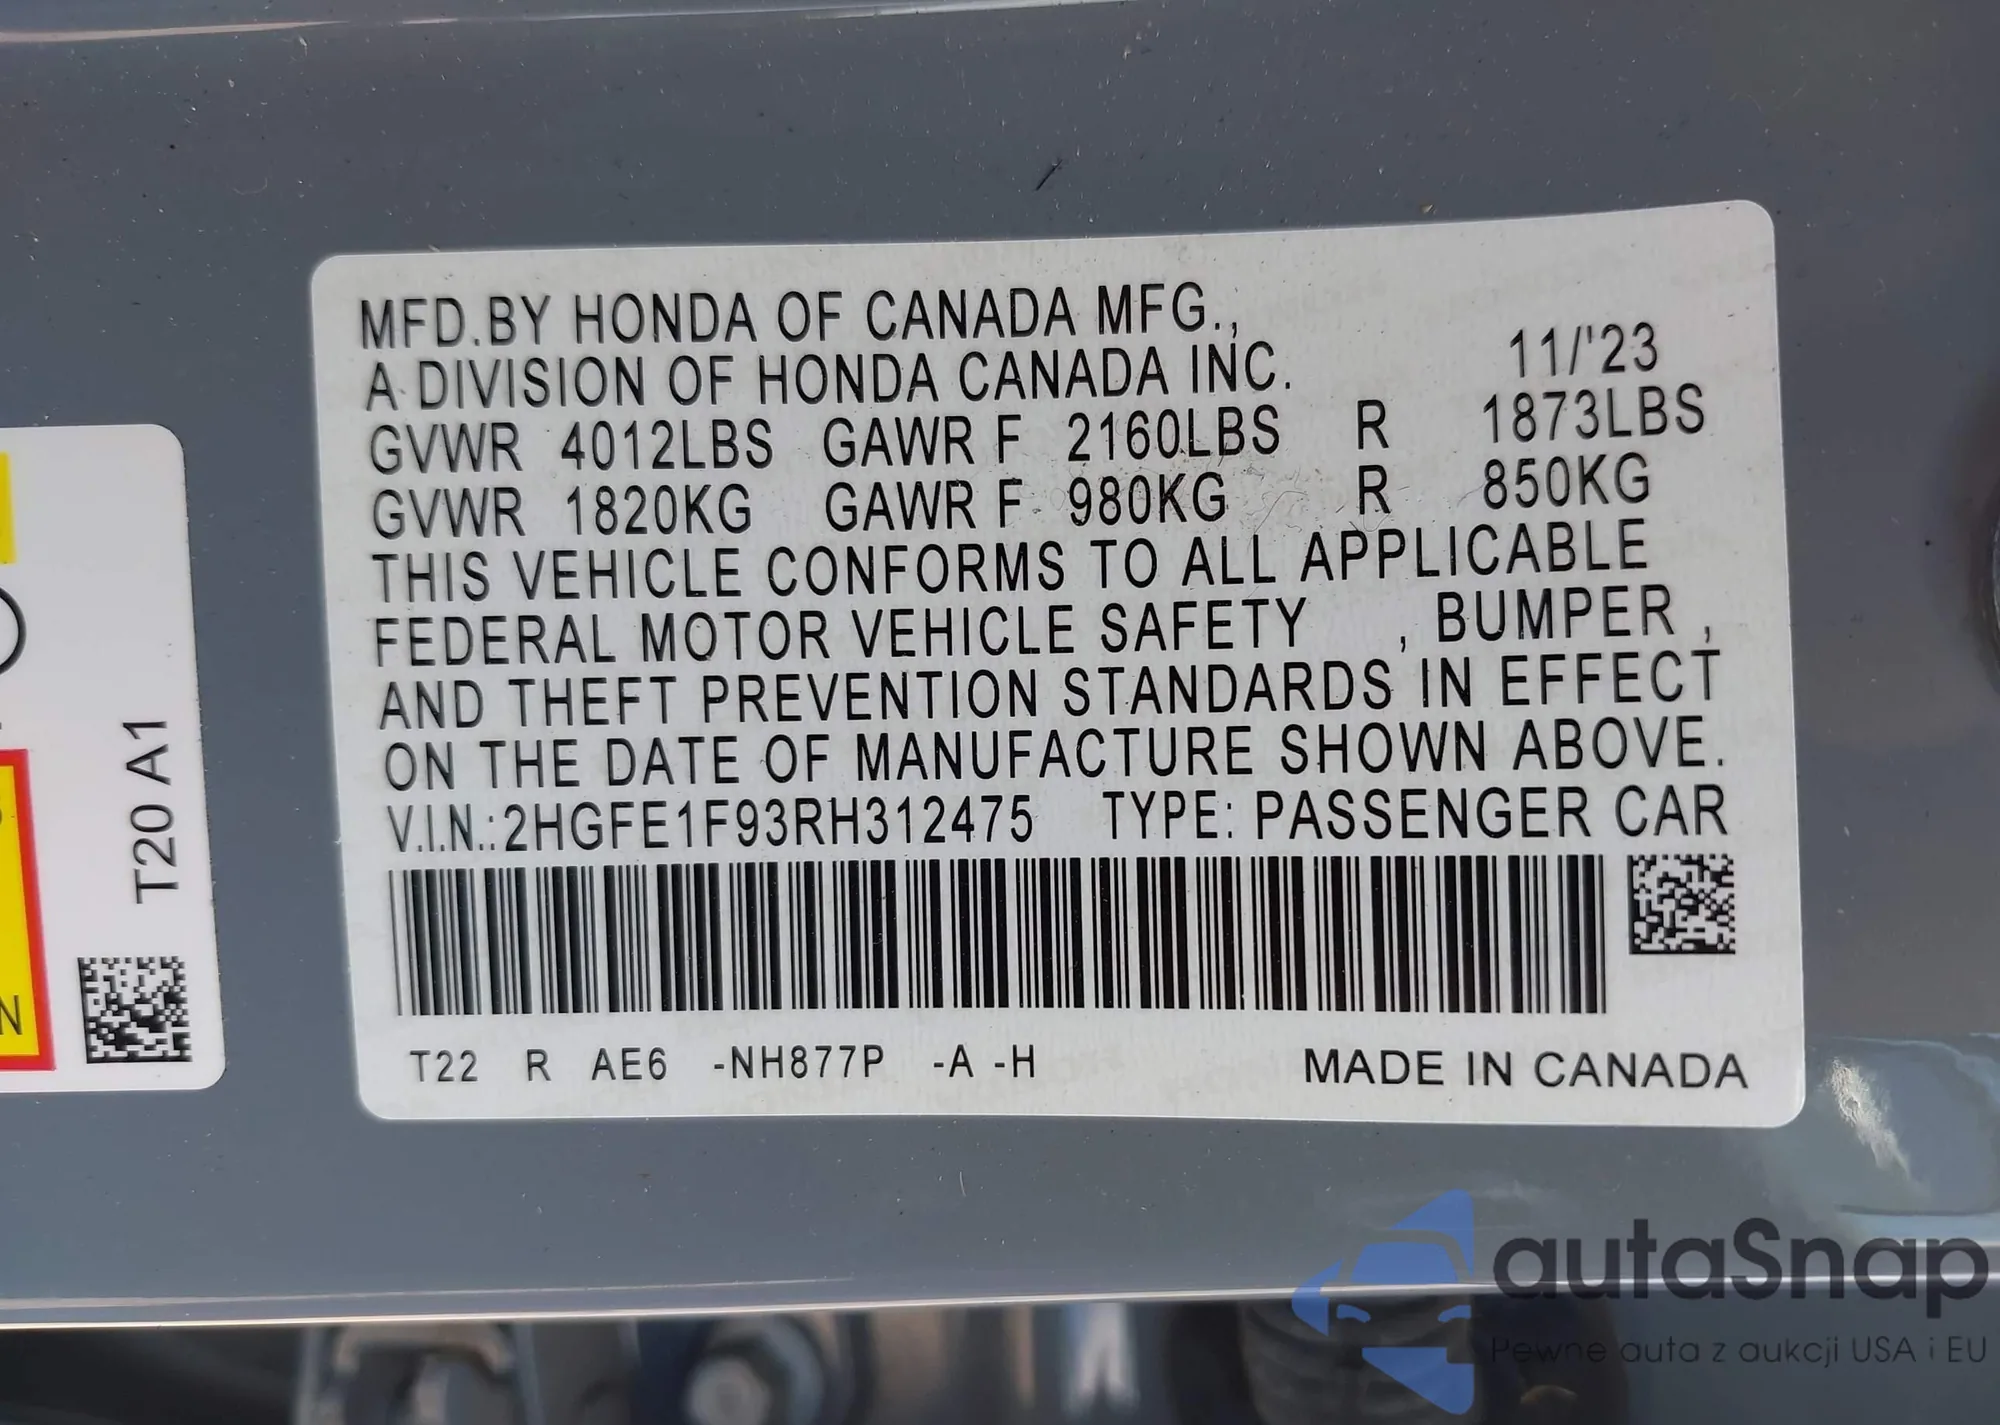 MFD.BY HONDA OF CANADA MFG.,
A DIVISION OF HONDA CANADA INC. 11/'23
GVWR 4012LBS GAWR F 2160LBS R 1873LBS
GVWR 1820KG GAWR F 980KG R 850KG
THIS VEHICLE CONFORMS TO ALL APPLICABLE
FEDERAL MOTOR VEHICLE SAFETY , BUMPER ,
AND THEFT PREVENTION STANDARDS IN EFFECT
ON THE DATE OF MANUFACTURE SHOWN ABOVE.
V.I.N.:2HGFE1F93RH312475 TYPE: PASSENGER CAR
T22 R AE6 -NH877P -A -H MADE IN CANADA
T20 A1
N
autaSnap
Pewne auta z aukcji USA i EU